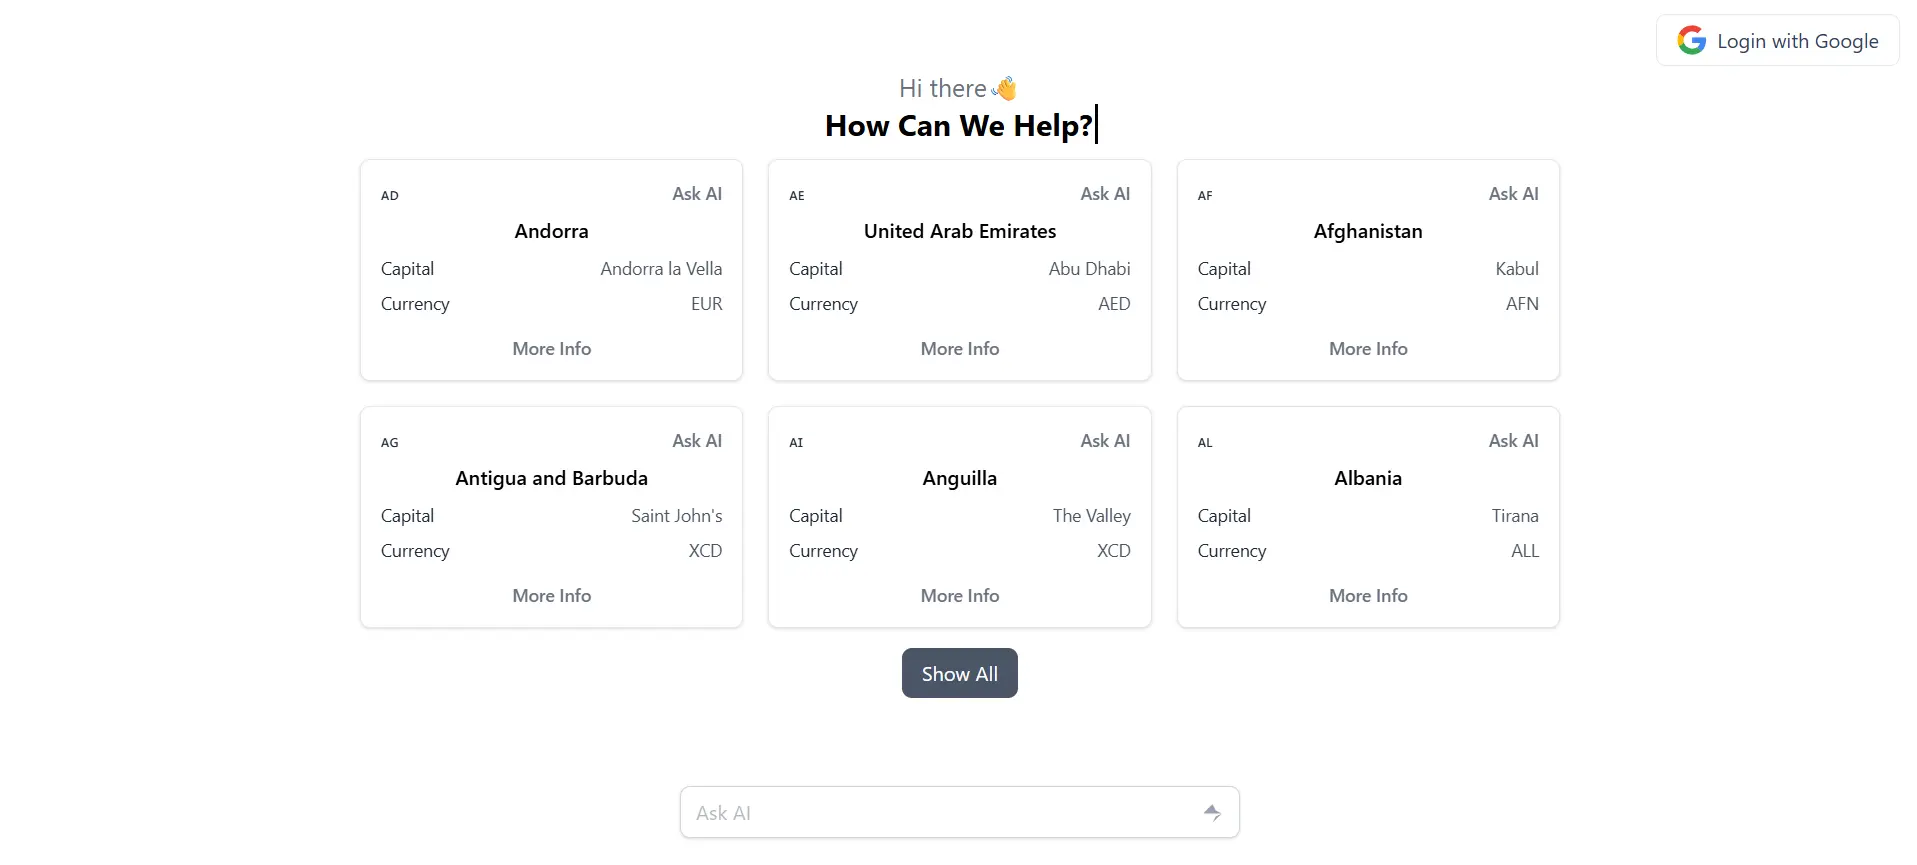 Login with Google
Hi there👋
How Can We Help?
AD Ask AI
Andorra
Capital Andorra la Vella
Currency EUR
More Info
AE Ask AI
United Arab Emirates
Capital Abu Dhabi
Currency AED
More Info
AF Ask AI
Afghanistan
Capital Kabul
Currency AFN
More Info
AG Ask AI
Antigua and Barbuda
Capital Saint John's
Currency XCD
More Info
AI Ask AI
Anguilla
Capital The Valley
Currency XCD
More Info
AL Ask AI
Albania
Capital Tirana
Currency ALL
More Info
Show All
Ask AI